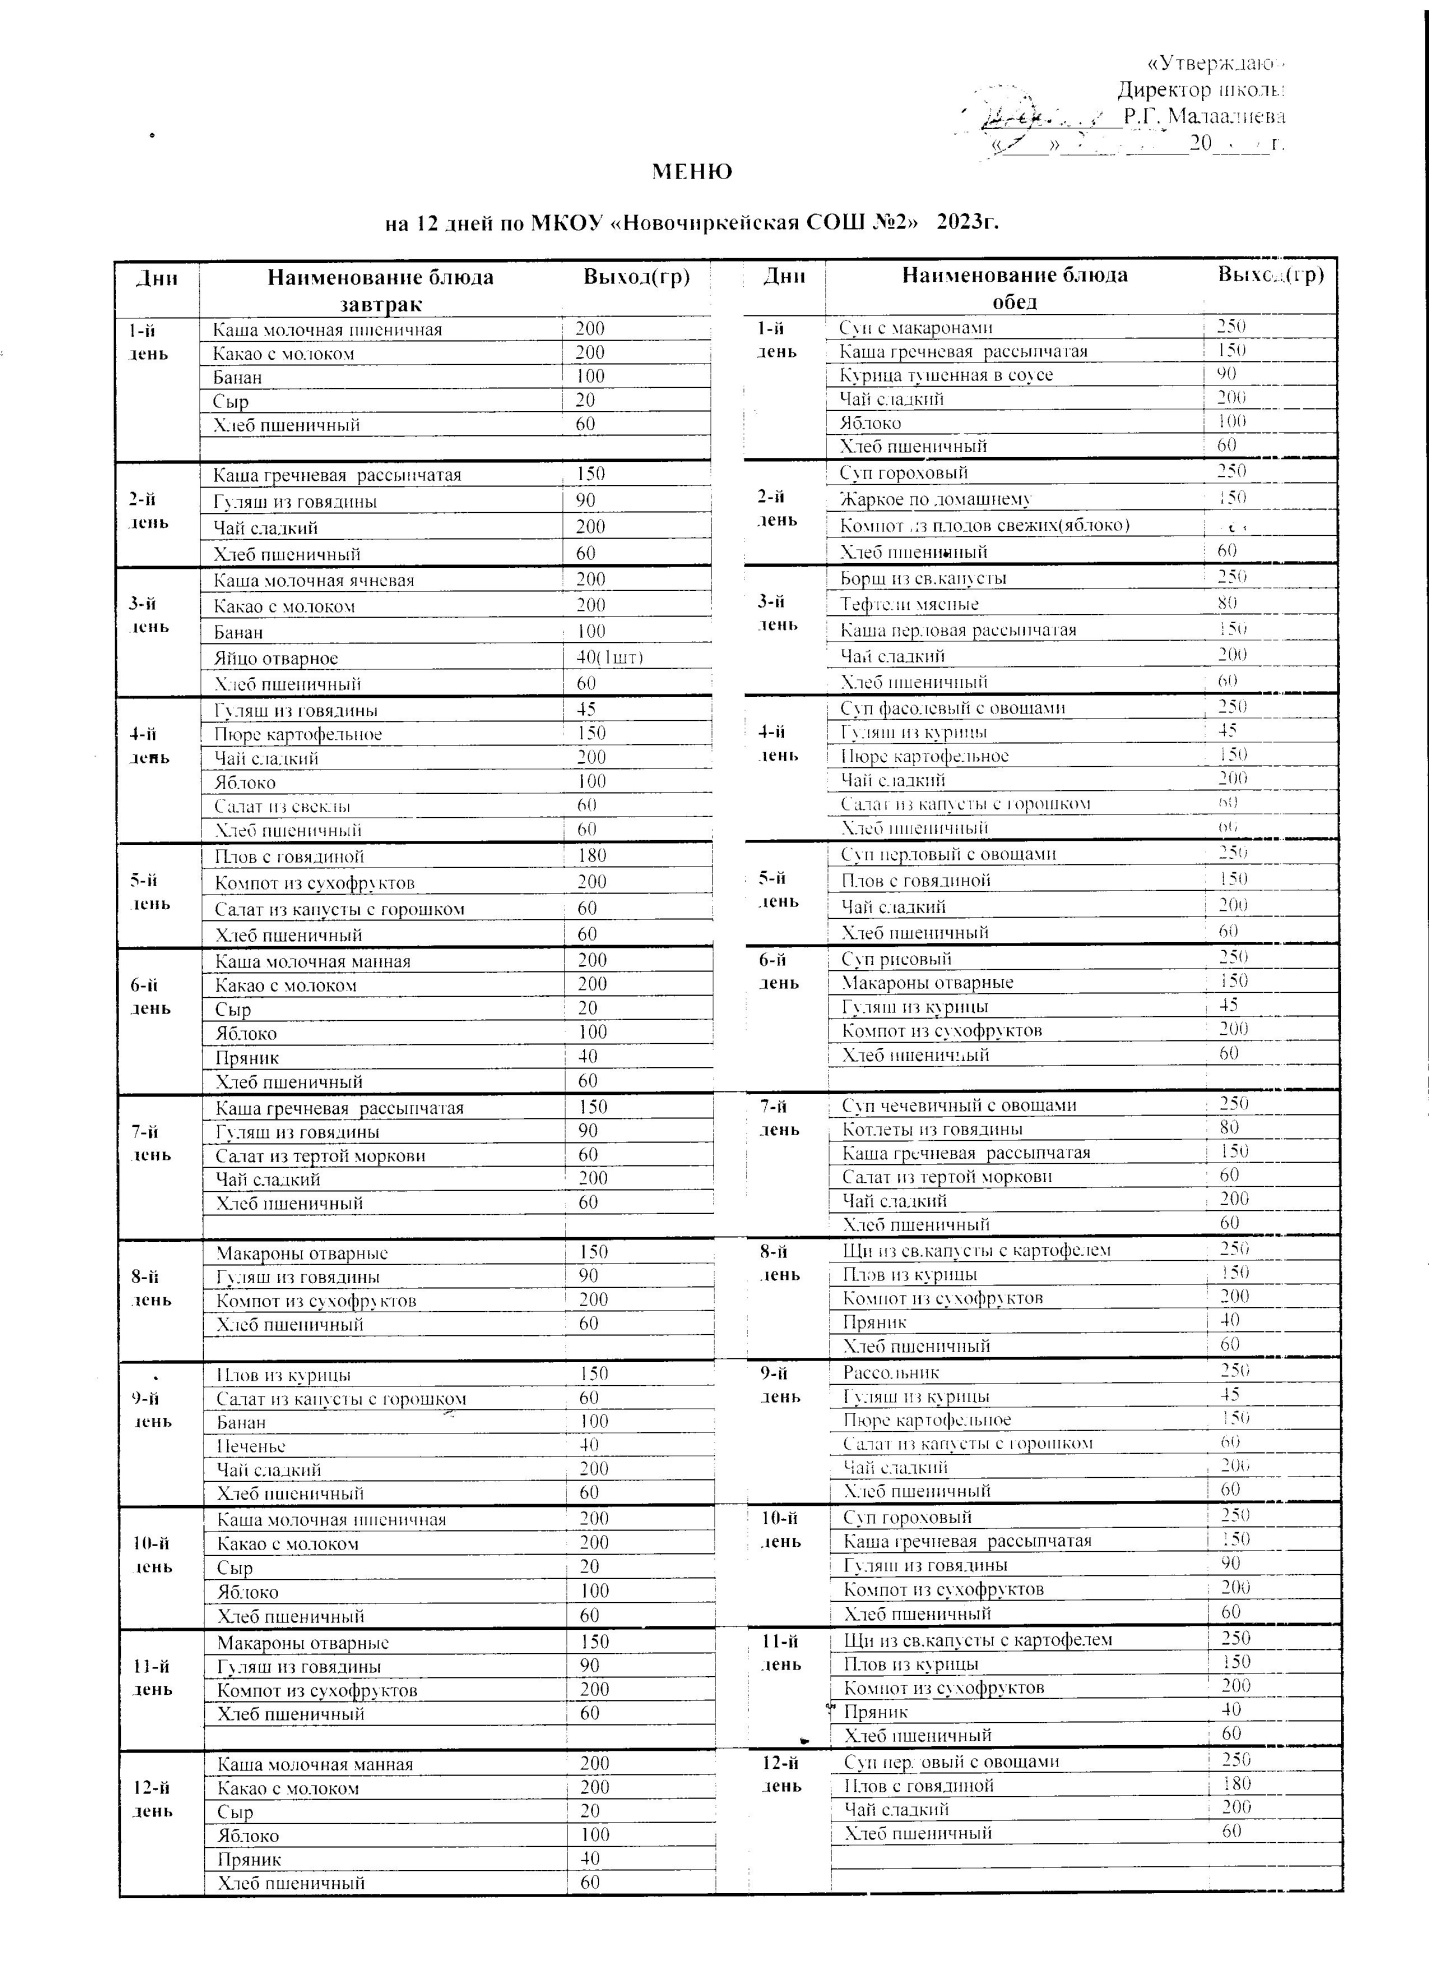 «Утверждаю»
Директор школы
Р.Г. Малаалиева
« » 20 г.
МЕНЮ
на 12 дней по МКОУ «Новочиркейская СОШ №2» 2023г.
Дни Наименование блюда Выход(гр) Дни Наименование блюда Выход(гр)
завтрак обед
1-й Каша молочная пшеничная 200 1-й Суп с макаронами 250
день Какао с молоком 200 день Каша гречневая рассыпчатая 150
Банан 100 Курица тушенная в соусе 90
Сыр 20 Чай сладкий 200
Хлеб пшеничный 60 Яблоко 100
Хлеб пшеничный 60
Каша гречневая рассыпчатая 150 Суп гороховый 250
2-й Гуляш из говядины 90 2-й Жаркое по домашнему 150
день Чай сладкий 200 день Компот из плодов свежих(яблоко)
Хлеб пшеничный 60 Хлеб пшеничный 60
Каша молочная ячневая 200 Борщ из св.капусты 250
3-й Какао с молоком 200 3-й Тефтели мясные 80
день Банан 100 день Каша перловая рассыпчатая 150
Яйцо отварное 40(1шт) Чай сладкий 200
Хлеб пшеничный 60 Хлеб пшеничный 60
Гуляш из говядины 45 Суп фасолевый с овощами 250
4-й Пюре картофельное 150 4-й Гуляш из курицы 45
день Чай сладкий 200 день Пюре картофельное 150
Яблоко 100 Чай сладкий 200
Салат из свеклы 60 Салат из капусты с горошком 60
Хлеб пшеничный 60 Хлеб пшеничный 60
Плов с говядиной 180 Суп перловый с овощами 250
5-й Компот из сухофруктов 200 5-й Плов с говядиной 150
день Салат из капусты с горошком 60 день Чай сладкий 200
Хлеб пшеничный 60 Хлеб пшеничный 60
Каша молочная манная 200 6-й Суп рисовый 250
6-й Какао с молоком 200 день Макароны отварные 150
день Сыр 20 Гуляш из курицы 45
Яблоко 100 Компот из сухофруктов 200
Пряник 40 Хлеб пшеничный 60
Хлеб пшеничный 60
Каша гречневая рассыпчатая 150 7-й Суп чечевичный с овощами 250
7-й Гуляш из говядины 90 день Котлеты из говядины 80
день Салат из тертой моркови 60 Каша гречневая рассыпчатая 150
Чай сладкий 200 Салат из тертой моркови 60
Хлеб пшеничный 60 Чай сладкий 200
Хлеб пшеничный 60
Макароны отварные 150 8-й Щи из св.капусты с картофелем 250
8-й Гуляш из говядины 90 день Плов из курицы 150
день Компот из сухофруктов 200 Компот из сухофруктов 200
Хлеб пшеничный 60 Пряник 40
Хлеб пшеничный 60
Плов из курицы 150 9-й Рассольник 250
9-й Салат из капусты с горошком 60 день Гуляш из курицы 45
день Банан 100 Пюре картофельное 150
Печенье 40 Салат из капусты с горошком 60
Чай сладкий 200 Чай сладкий 200
Хлеб пшеничный 60 Хлеб пшеничный 60
Каша молочная пшеничная 200 10-й Суп гороховый 250
10-й Какао с молоком 200 день Каша гречневая рассыпчатая 150
день Сыр 20 Гуляш из говядины 90
Яблоко 100 Компот из сухофруктов 200
Хлеб пшеничный 60 Хлеб пшеничный 60
Макароны отварные 150 11-й Щи из св.капусты с картофелем 250
11-й Гуляш из говядины 90 день Плов из курицы 150
день Компот из сухофруктов 200 Компот из сухофруктов 200
Хлеб пшеничный 60 Пряник 40
Хлеб пшеничный 60
Каша молочная манная 200 12-й Суп перловый с овощами 250
12-й Какао с молоком 200 день Плов с говядиной 180
день Сыр 20 Чай сладкий 200
Яблоко 100 Хлеб пшеничный 60
Пряник 40
Хлеб пшеничный 60